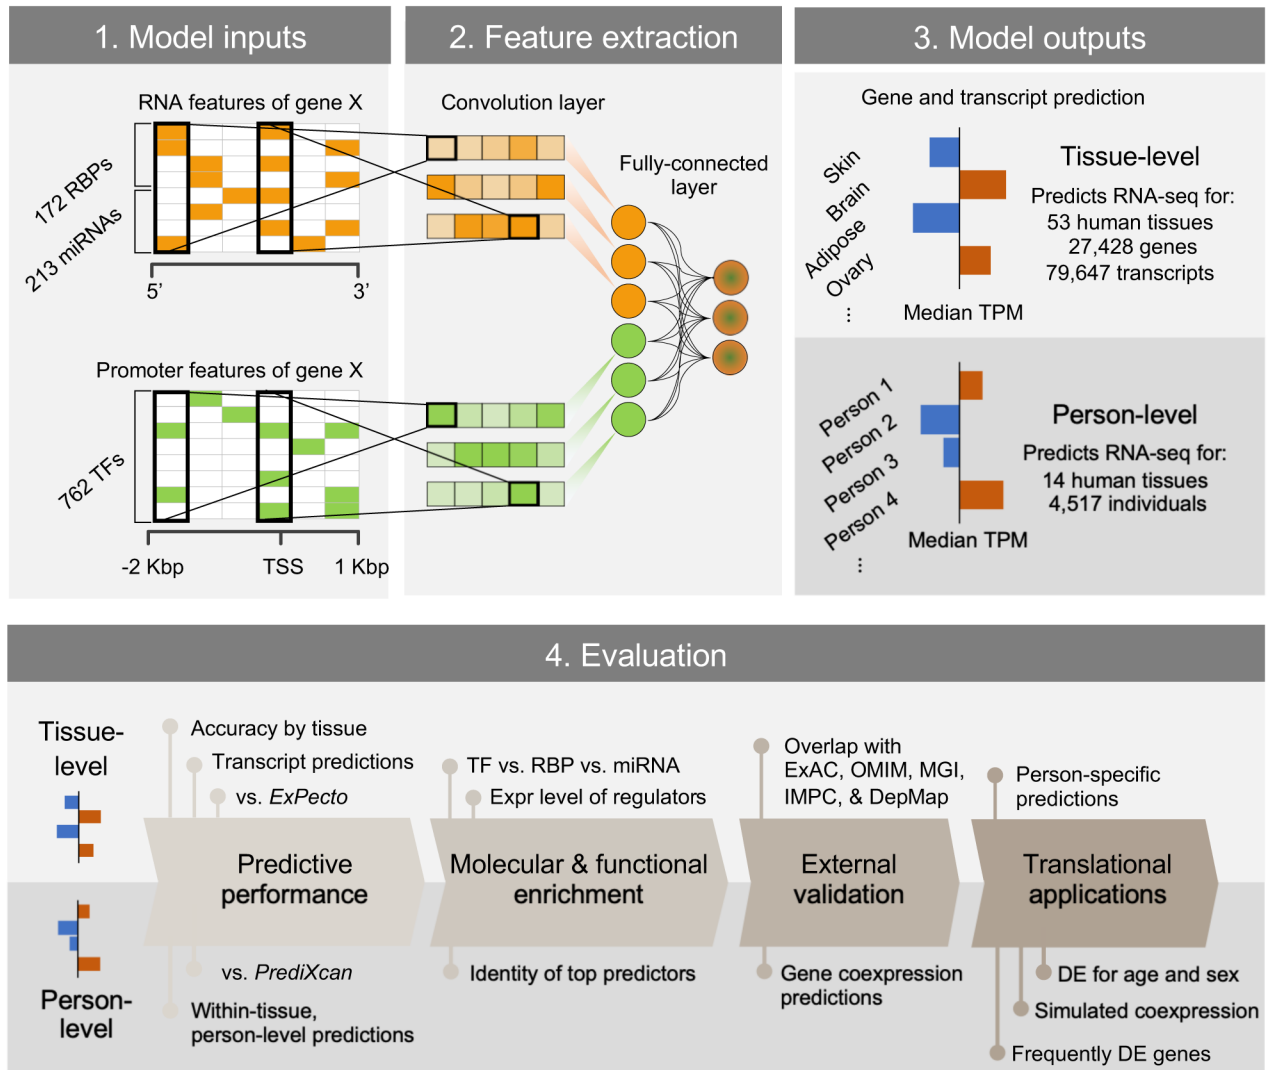 1. Model inputs
RNA features of gene X
172 RBPs
213 miRNAs
5’
3’
Promoter features of gene X
762 TFs
-2 Kbp
TSS
1 Kbp
2. Feature extraction
Convolution layer
Fully-connected
layer
3. Model outputs
Gene and transcript prediction
Skin
Brain
Adipose
Ovary
...
Median TPM
Tissue-level
Predicts RNA-seq for:
53 human tissues
27,428 genes
79,647 transcripts
Person 1
Person 2
Person 3
Person 4
...
Median TPM
Person-level
Predicts RNA-seq for:
14 human tissues
4,517 individuals
4. Evaluation
Tissue-
level
Person-
level
Accuracy by tissue
Transcript predictions
vs. ExPecto
Predictive
performance
vs. PrediXcan
Within-tissue,
person-level predictions
TF vs. RBP vs. miRNA
Expr level of regulators
Molecular & functional
enrichment
Identity of top predictors
Overlap with
ExAC, OMIM, MGI,
IMPC, & DepMap
External
validation
Gene coexpression
predictions
Person-specific
predictions
Translational
applications
DE for age and sex
Simulated coexpression
Frequently DE genes